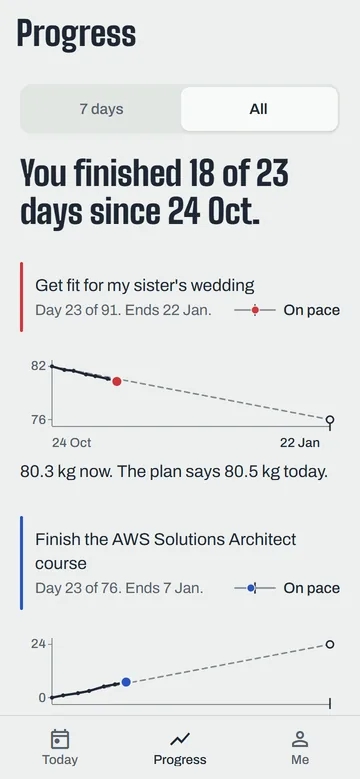 Progress
7 days
All
You finished 18 of 23
days since 24 Oct.
Get fit for my sister's wedding
Day 23 of 91. Ends 22 Jan.
On pace
82
76
24 Oct
22 Jan
80.3 kg now. The plan says 80.5 kg today.
Finish the AWS Solutions Architect
course
Day 23 of 76. Ends 7 Jan.
On pace
24
0
Today
Progress
Me